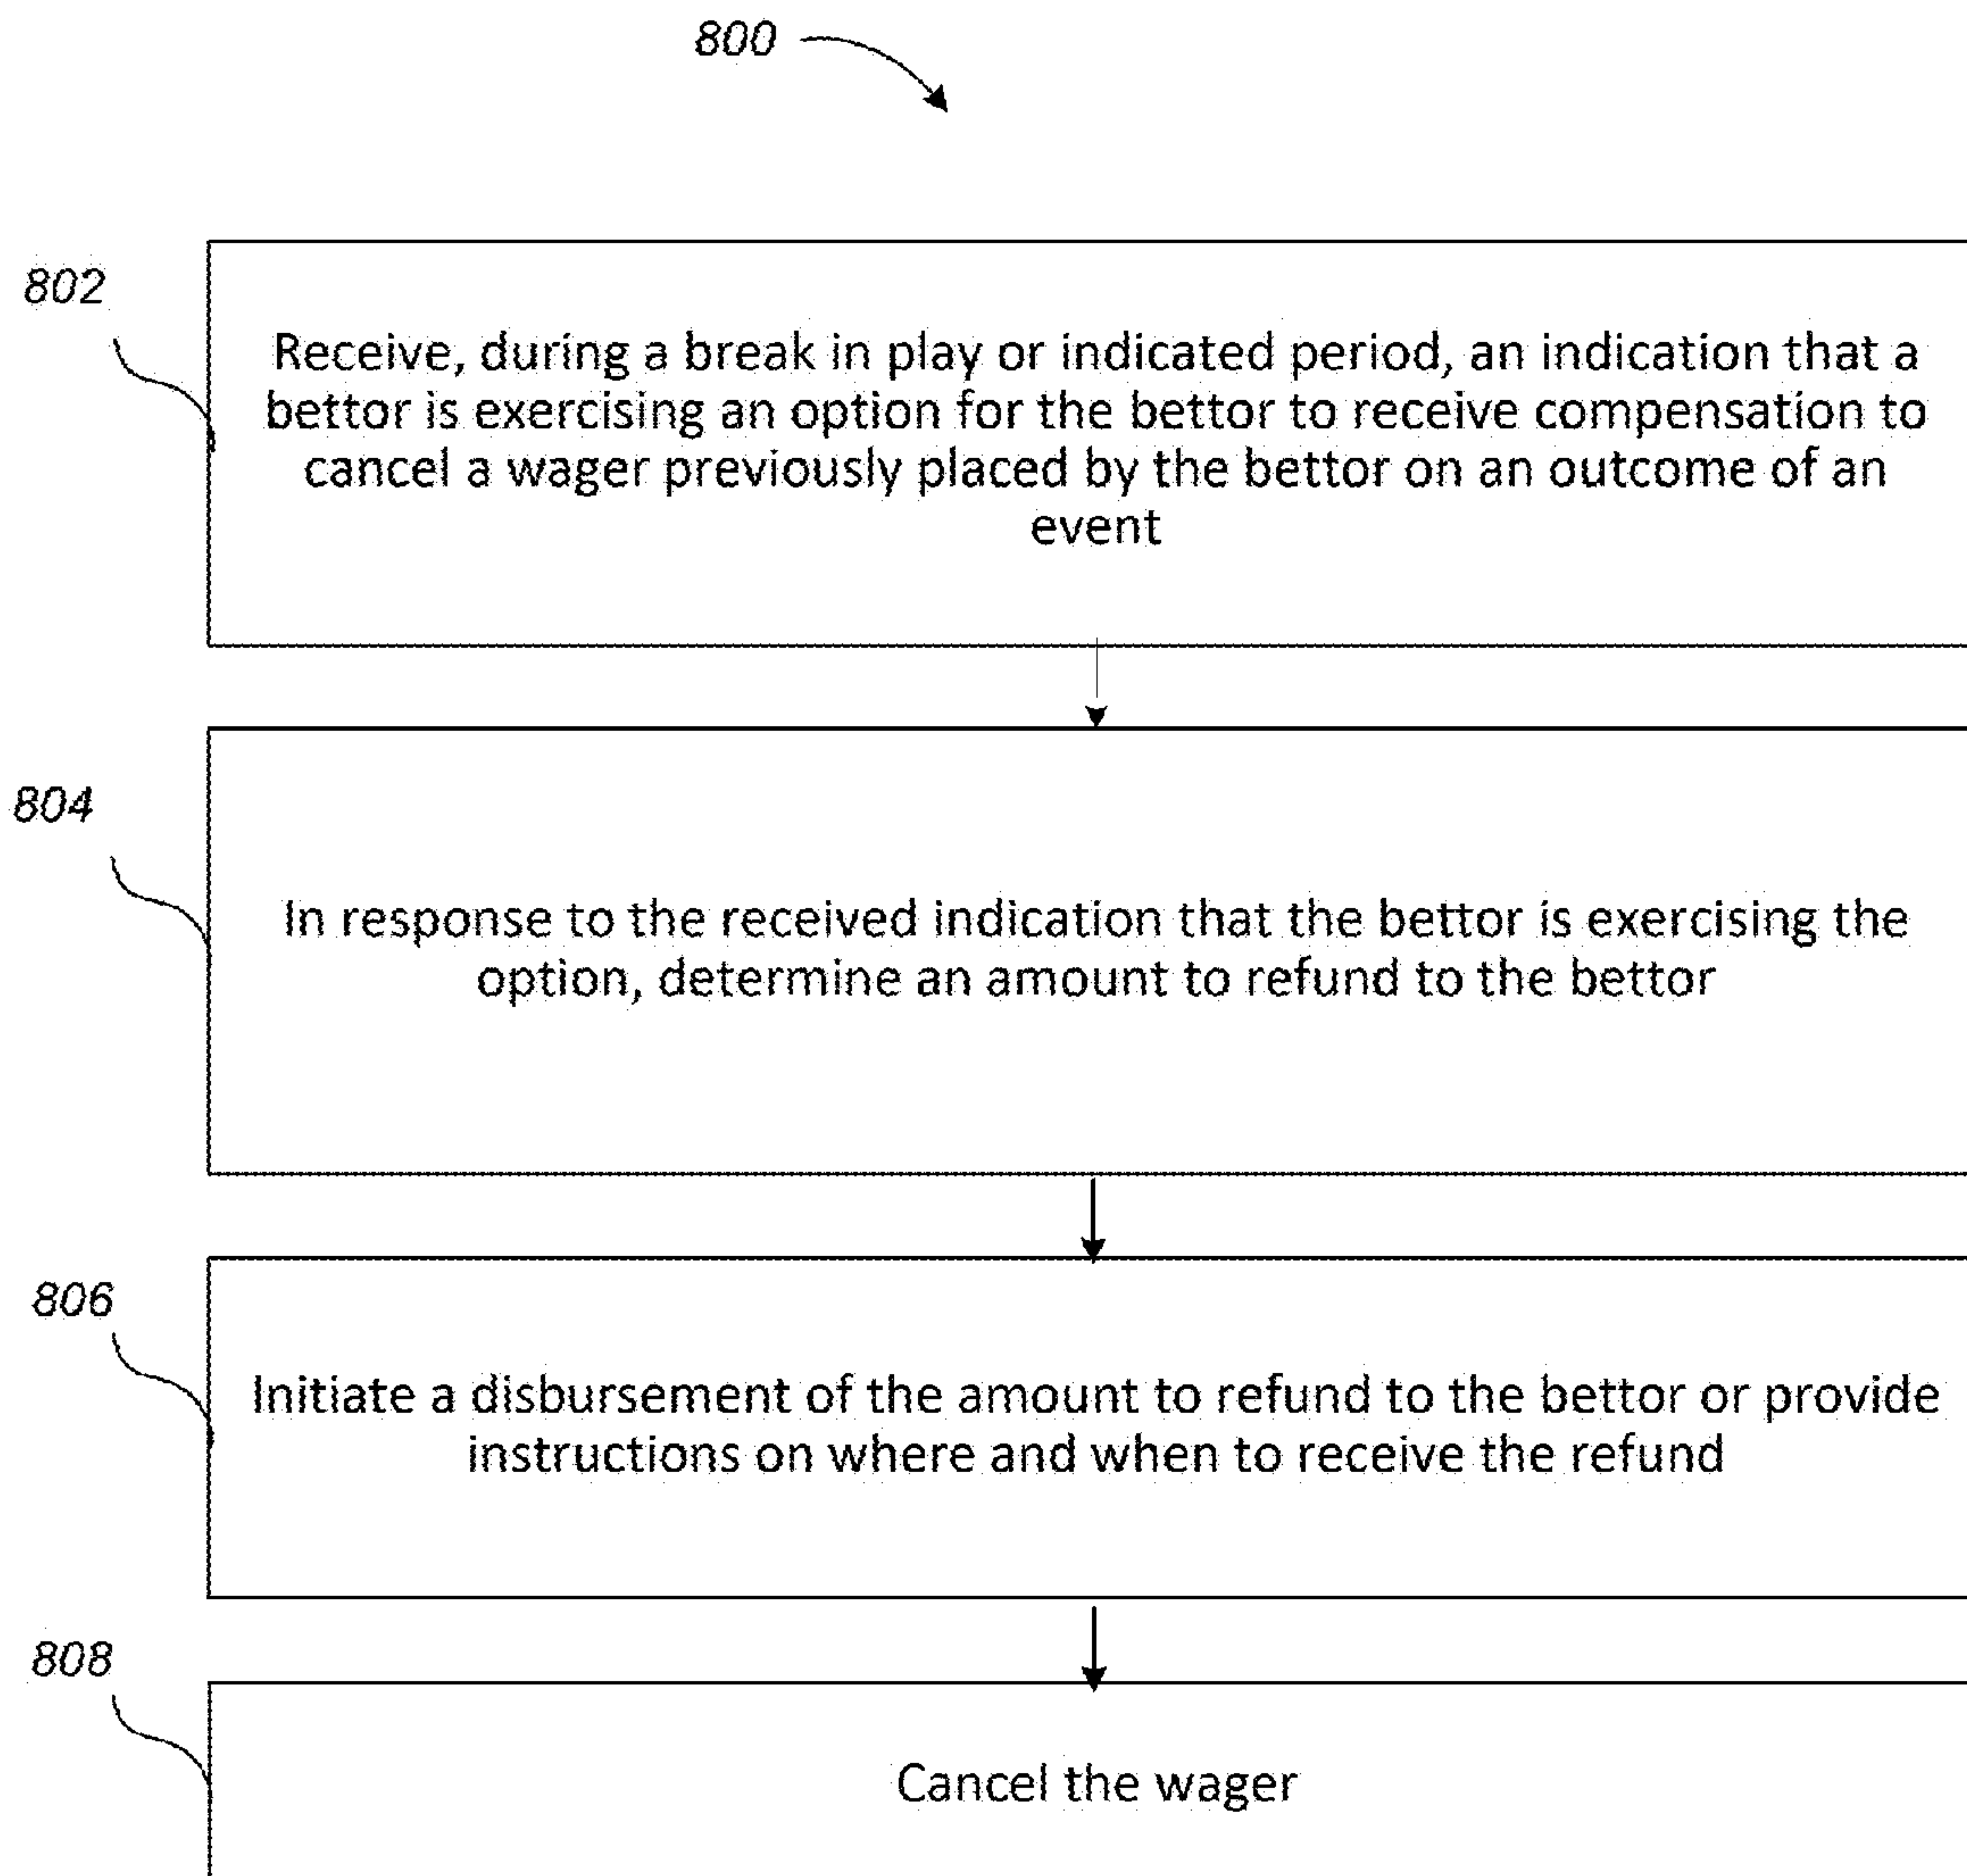 800
802
Receive, during a break in play or indicated period, an indication that a
bettor is exercising an option for the bettor to receive compensation to
cancel a wager previously placed by the bettor on an outcome of an
event
804
In response to the received indication that the bettor is exercising the
option, determine an amount to refund to the bettor
806
Initiate a disbursement of the amount to refund to the bettor or provide
instructions on where and when to receive the refund
808
Cancel the wager